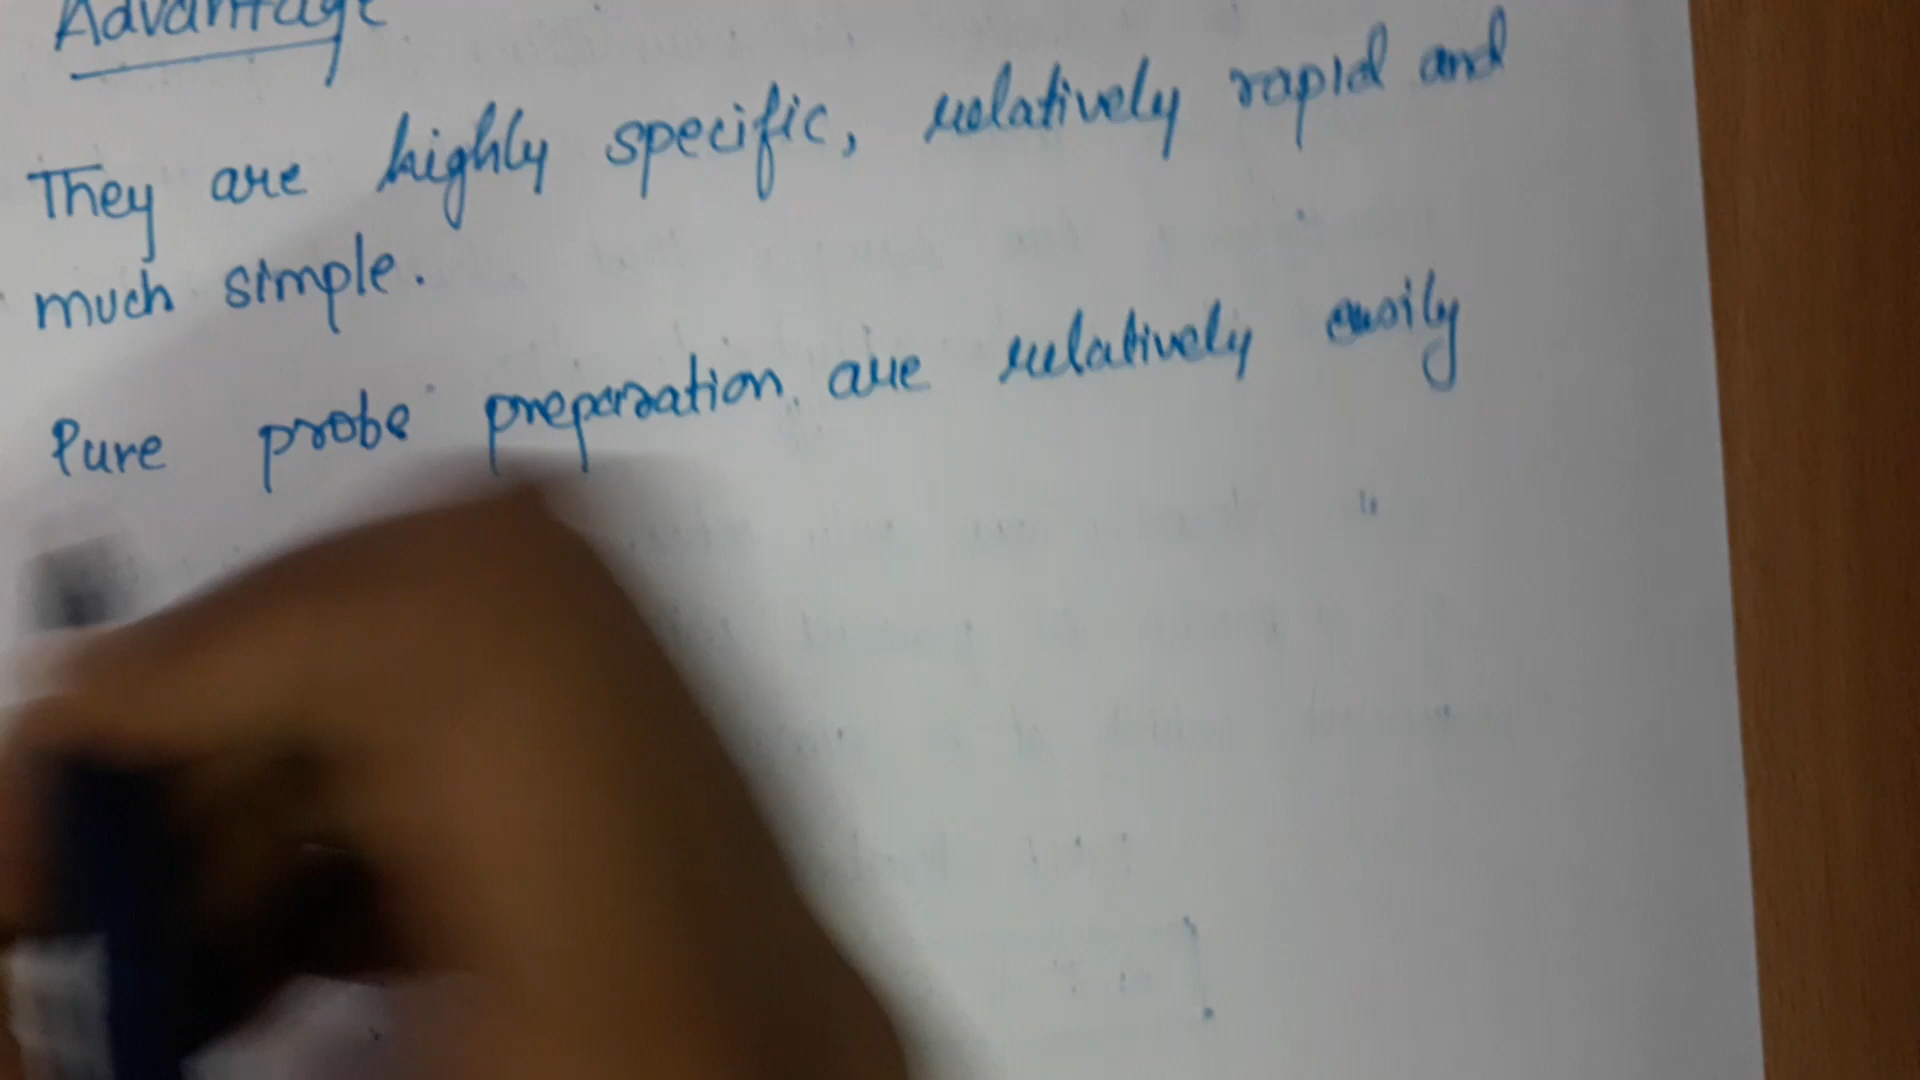 Advantage
They are highly specific, relatively rapid and
much simple.
Pure probe preparation are relatively easily